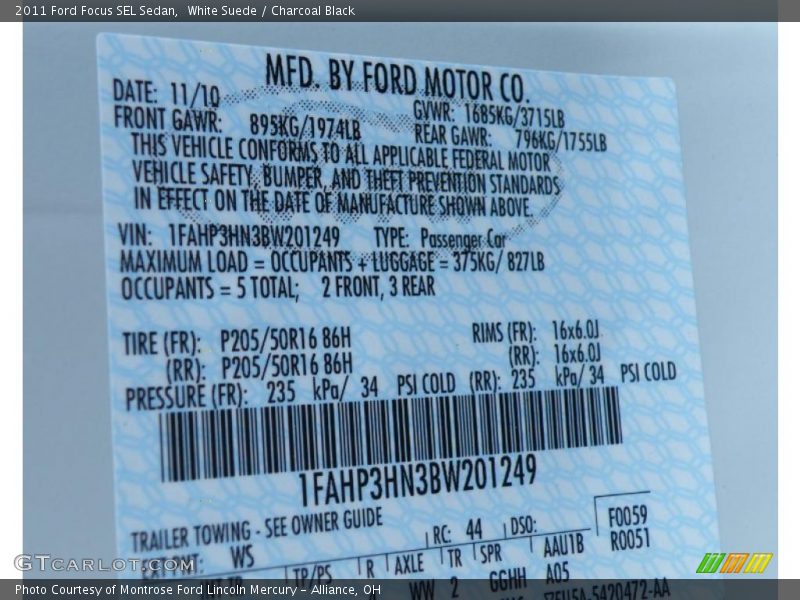 2011 Ford Focus SEL Sedan, White Suede / Charcoal Black
MFD. BY FORD MOTOR CO.
DATE: 11/10 GVWR: 1685KG/3715LB
FRONT GAWR: 895KG/1974LB REAR GAWR: 796KG/1755LB
THIS VEHICLE CONFORMS TO ALL APPLICABLE FEDERAL MOTOR
VEHICLE SAFETY, BUMPER, AND THEFT PREVENTION STANDARDS
IN EFFECT ON THE DATE OF MANUFACTURE SHOWN ABOVE.
VIN: 1FAHP3HN3BW201249 TYPE: Passenger Car
MAXIMUM LOAD = OCCUPANTS + LUGGAGE = 375KG/ 827LB
OCCUPANTS = 5 TOTAL; 2 FRONT, 3 REAR
TIRE (FR): P205/50R16 86H RIMS (FR): 16x6.0J
(RR): P205/50R16 86H (RR): 16x6.0J
PRESSURE (FR): 235 kPa/ 34 PSI COLD (RR): 235 kPa/ 34 PSI COLD
1FAHP3HN3BW201249
TRAILER TOWING - SEE OWNER GUIDE RC: 44 DSO: F0059
EXT PNT: WS R0051
TP/PS R AXLE TR SPR AAU1B
WW 2 GGHH A05
GTCarlot.com
Photo Courtesy of Montrose Ford Lincoln Mercury – Alliance, OH